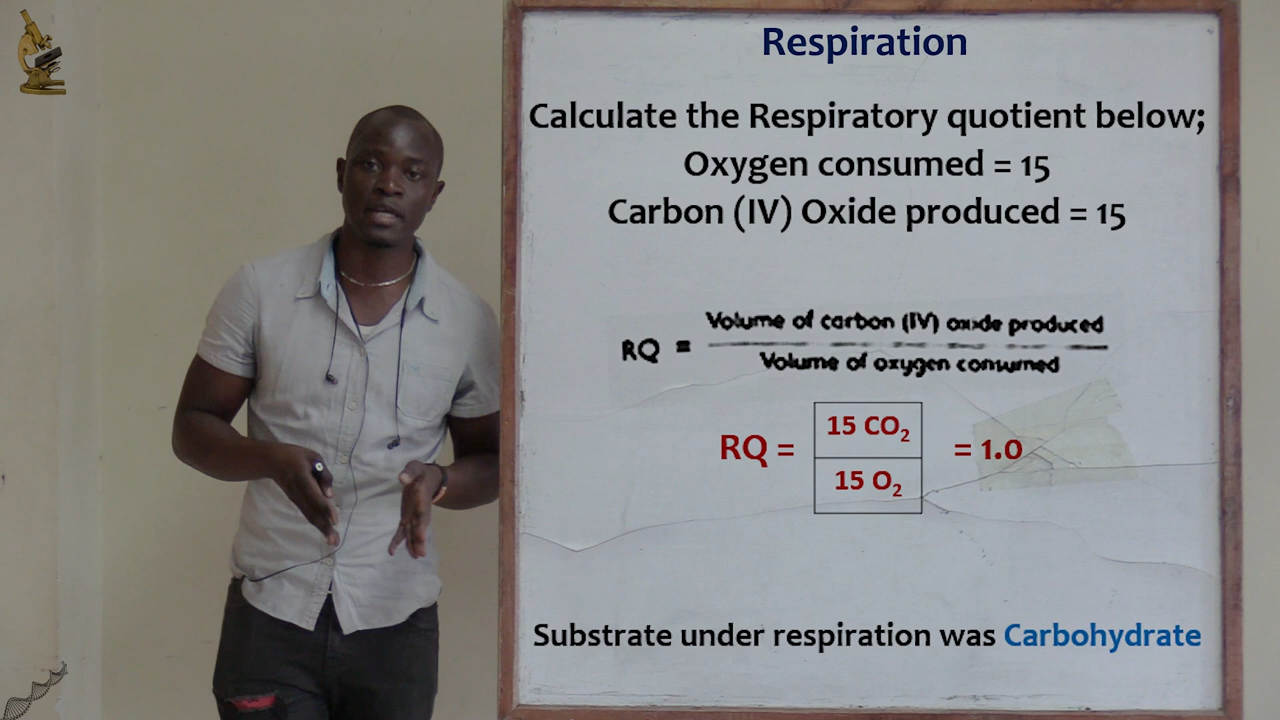 Respiration
Calculate the Respiratory quotient below;
Oxygen consumed = 15
Carbon (IV) Oxide produced = 15
RQ = Volume of carbon (IV) oxide produced
Volume of oxygen consumed
RQ = 15 CO₂ = 1.0
15 O₂
Substrate under respiration was Carbohydrate